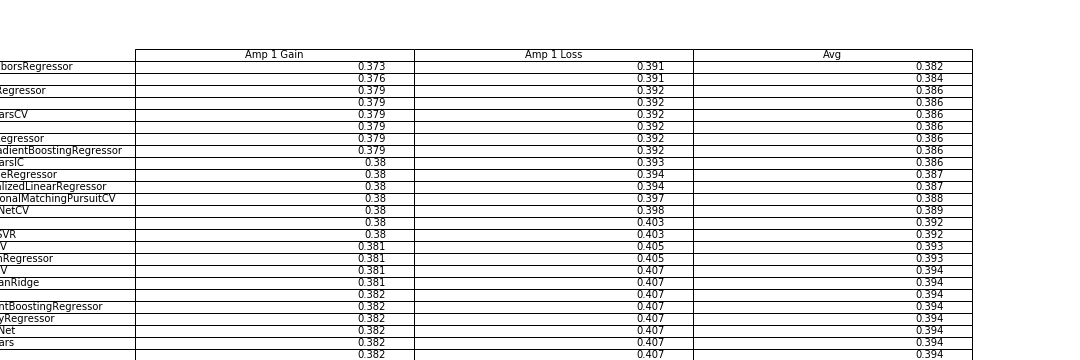 Amp 1 Gain Amp 1 Loss Avg
borsRegressor 0.373 0.391 0.382
0.376 0.391 0.384
Regressor 0.379 0.392 0.386
0.379 0.392 0.386
arsCV 0.379 0.392 0.386
0.379 0.392 0.386
egressor 0.379 0.392 0.386
adientBoostingRegressor 0.379 0.392 0.386
arsIC 0.38 0.393 0.386
eRegressor 0.38 0.394 0.387
alizedLinearRegressor 0.38 0.394 0.387
onalMatchingPursuitCV 0.38 0.397 0.388
NetCV 0.38 0.398 0.389
0.38 0.403 0.392
SVR 0.38 0.403 0.392
V 0.381 0.405 0.393
nRegressor 0.381 0.405 0.393
V 0.381 0.407 0.394
anRidge 0.381 0.407 0.394
0.382 0.407 0.394
ntBoostingRegressor 0.382 0.407 0.394
yRegressor 0.382 0.407 0.394
Net 0.382 0.407 0.394
ars 0.382 0.407 0.394
0.382 0.407 0.394